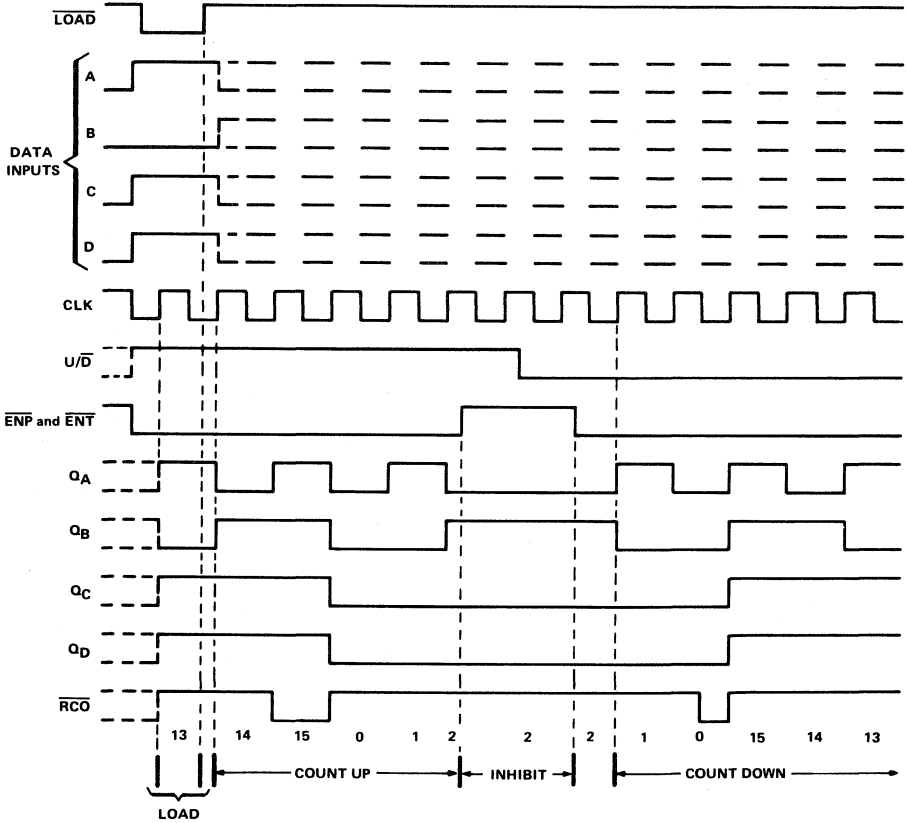 LOAD
A
B
DATA
INPUTS
C
D
CLK
U/D
ENP and ENT
QA
QB
QC
QD
RCO
13 14 15 0 1 2 2 2 1 0 15 14 13
COUNT UP INHIBIT COUNT DOWN
LOAD